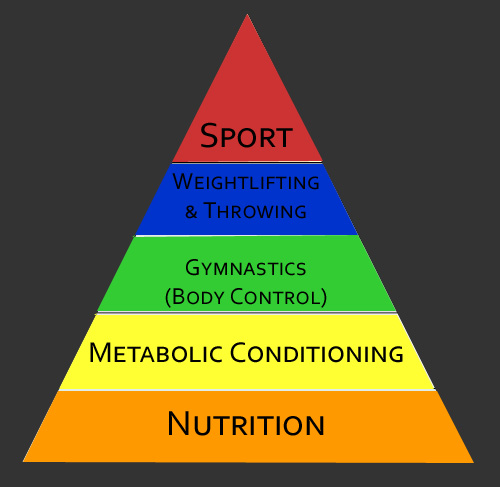 Sport
Weightlifting
& Throwing
Gymnastics
(Body Control)
Metabolic Conditioning
Nutrition